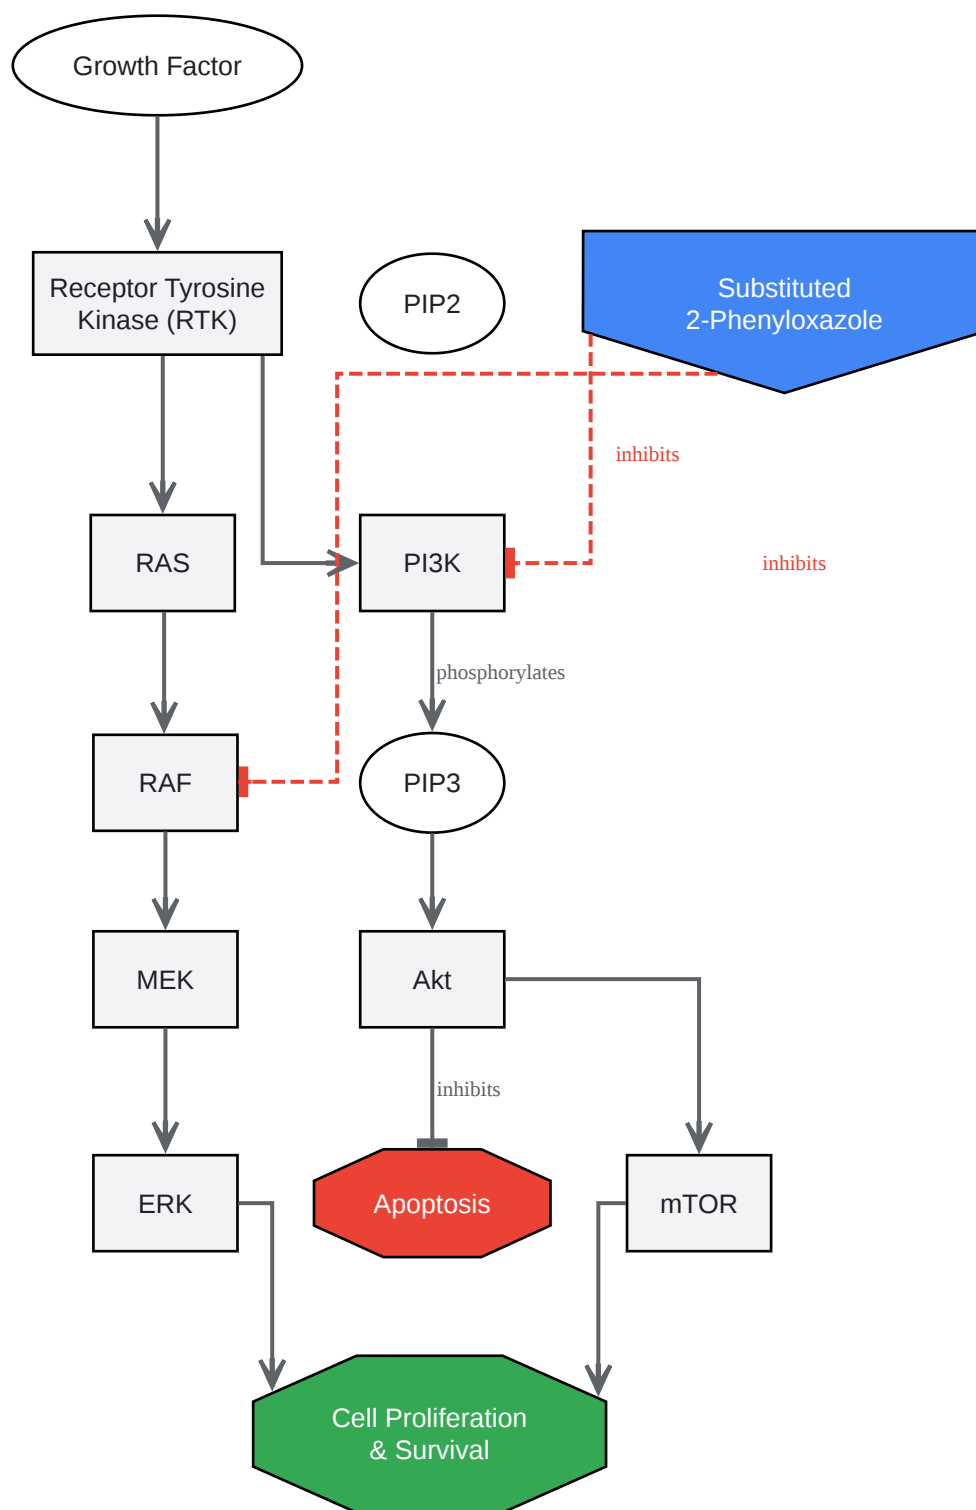 Growth Factor
Receptor Tyrosine
Kinase (RTK)
PIP2
Substituted
2-Phenyloxazole
inhibits
RAS
PI3K
inhibits
phosphorylates
RAF
PIP3
MEK
Akt
inhibits
ERK
Apoptosis
mTOR
Cell Proliferation
& Survival